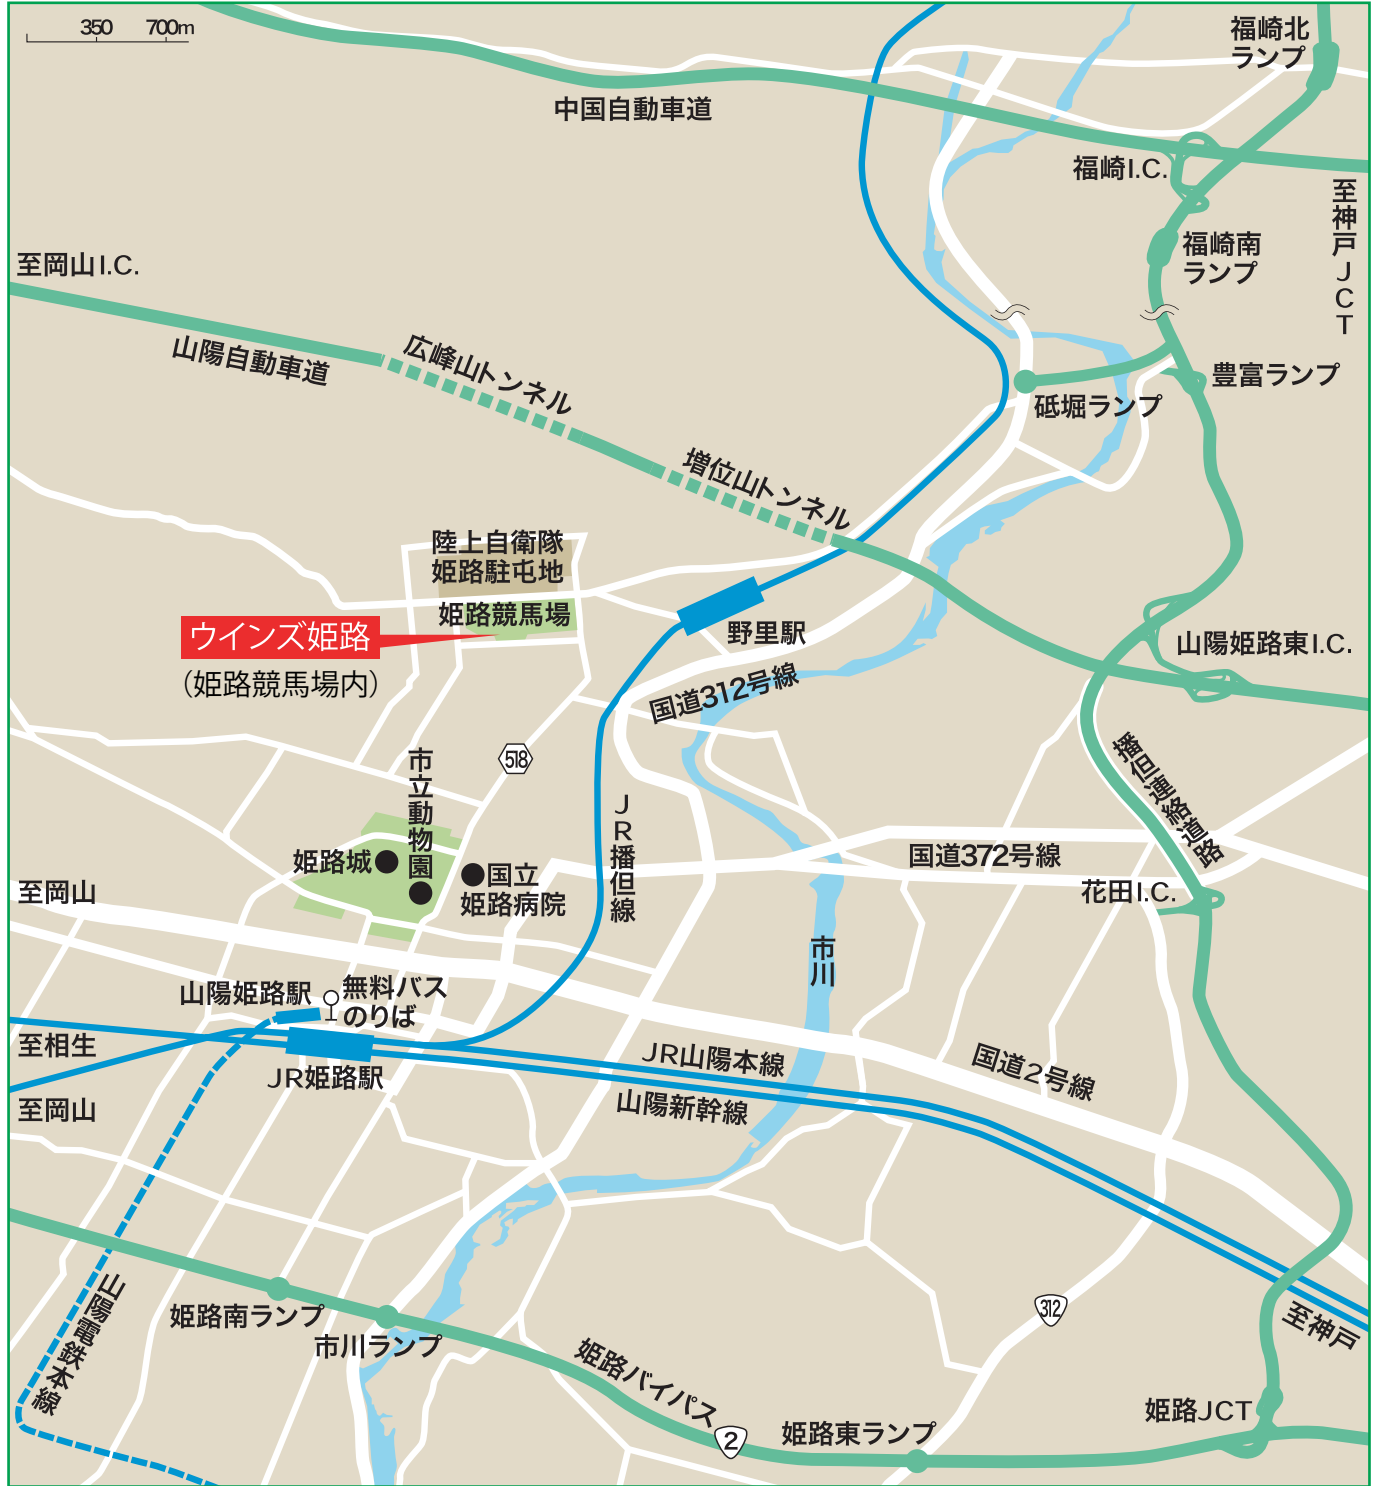 350 700m
福崎北
ランプ
中国自動車道
福崎I.C.
至神戸JCT
福崎南
ランプ
至岡山I.C.
山陽自動車道
広峰山トンネル
豊富ランプ
砥堀ランプ
増位山トンネル
陸上自衛隊
姫路駐屯地
姫路競馬場
ウインズ姫路
(姫路競馬場内)
野里駅
山陽姫路東I.C.
国道312号線
播但連絡道路
518
市立動物園
JR播但線
姫路城
国立
姫路病院
国道372号線
花田I.C.
至岡山
市川
山陽姫路駅
無料バス
のりば
至相生
JR姫路駅
JR山陽本線
国道2号線
至岡山
山陽新幹線
山陽電鉄本線
姫路南ランプ
市川ランプ
312
至神戸
姫路バイパス
2
姫路東ランプ
姫路JCT